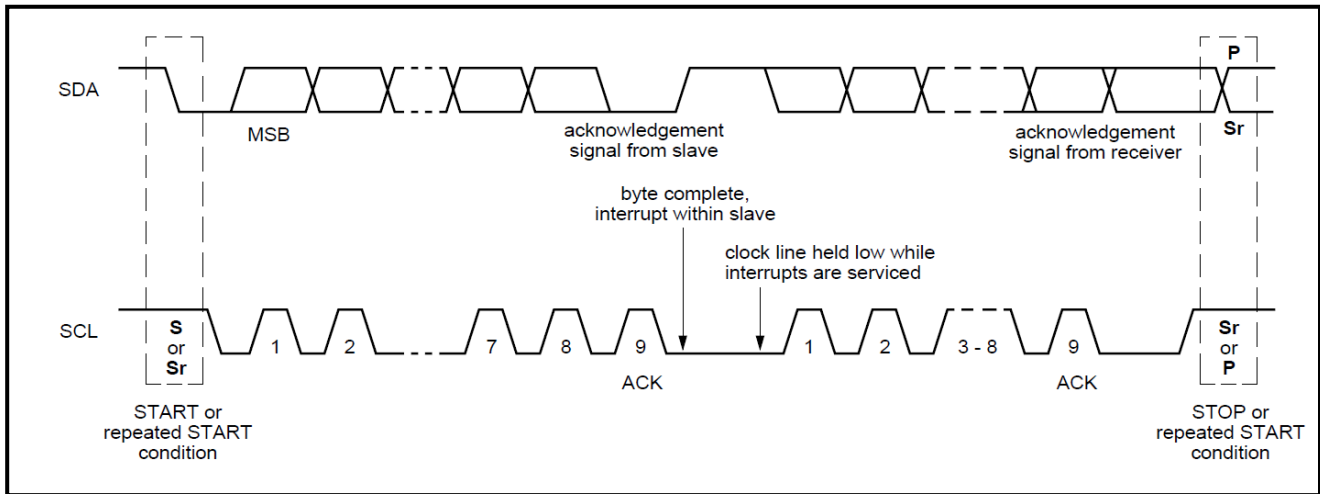 P
SDA
MSB
acknowledgement
signal from slave
acknowledgement
signal from receiver
Sr
byte complete,
interrupt within slave
clock line held low while
interrupts are serviced
SCL
S
or
Sr
1
2
7
8
9
1
2
3 - 8
9
Sr
or
P
ACK
ACK
START or
repeated START
condition
STOP or
repeated START
condition